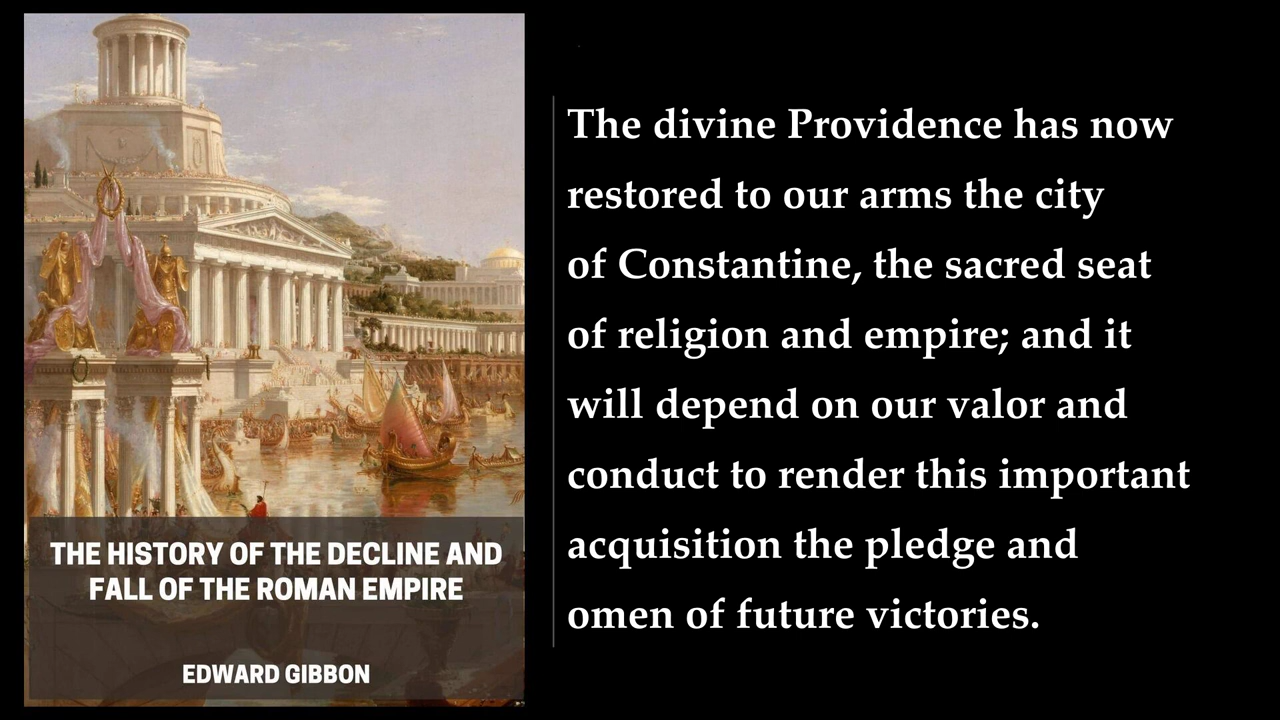 THE HISTORY OF THE DECLINE AND
FALL OF THE ROMAN EMPIRE
EDWARD GIBBON
The divine Providence has now
restored to our arms the city
of Constantine, the sacred seat
of religion and empire; and it
will depend on our valor and
conduct to render this important
acquisition the pledge and
omen of future victories.